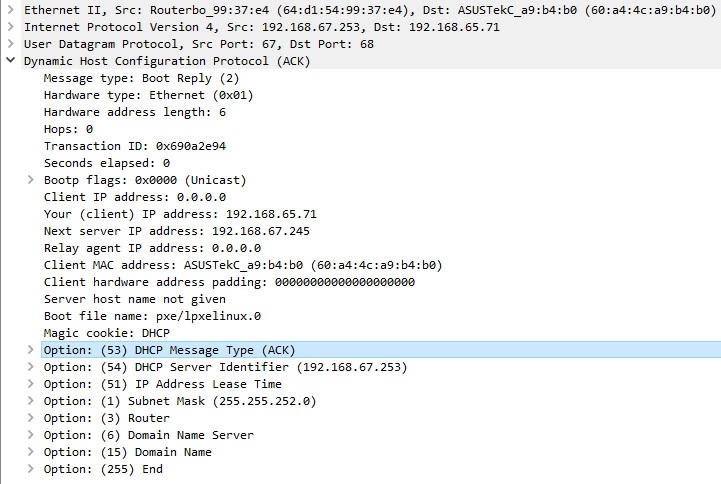 Ethernet II, Src: Routerbo_99:37:e4 (64:d1:54:99:37:e4), Dst: ASUSTekC_a9:b4:b0 (60:a4:4c:a9:b4:b0)
Internet Protocol Version 4, Src: 192.168.67.253, Dst: 192.168.65.71
User Datagram Protocol, Src Port: 67, Dst Port: 68
Dynamic Host Configuration Protocol (ACK)
Message type: Boot Reply (2)
Hardware type: Ethernet (0x01)
Hardware address length: 6
Hops: 0
Transaction ID: 0x690a2e94
Seconds elapsed: 0
Bootp flags: 0x0000 (Unicast)
Client IP address: 0.0.0.0
Your (client) IP address: 192.168.65.71
Next server IP address: 192.168.67.245
Relay agent IP address: 0.0.0.0
Client MAC address: ASUSTekC_a9:b4:b0 (60:a4:4c:a9:b4:b0)
Client hardware address padding: 00000000000000000000
Server host name not given
Boot file name: pxe/lpxelinux.0
Magic cookie: DHCP
Option: (53) DHCP Message Type (ACK)
Option: (54) DHCP Server Identifier (192.168.67.253)
Option: (51) IP Address Lease Time
Option: (1) Subnet Mask (255.255.252.0)
Option: (3) Router
Option: (6) Domain Name Server
Option: (15) Domain Name
Option: (255) End